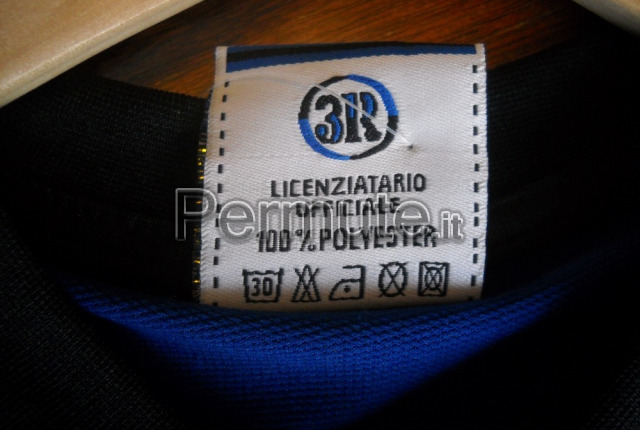 3R
LICENZIATARIO
UFFICIALE
Permute.it
100% POLYESTER
30